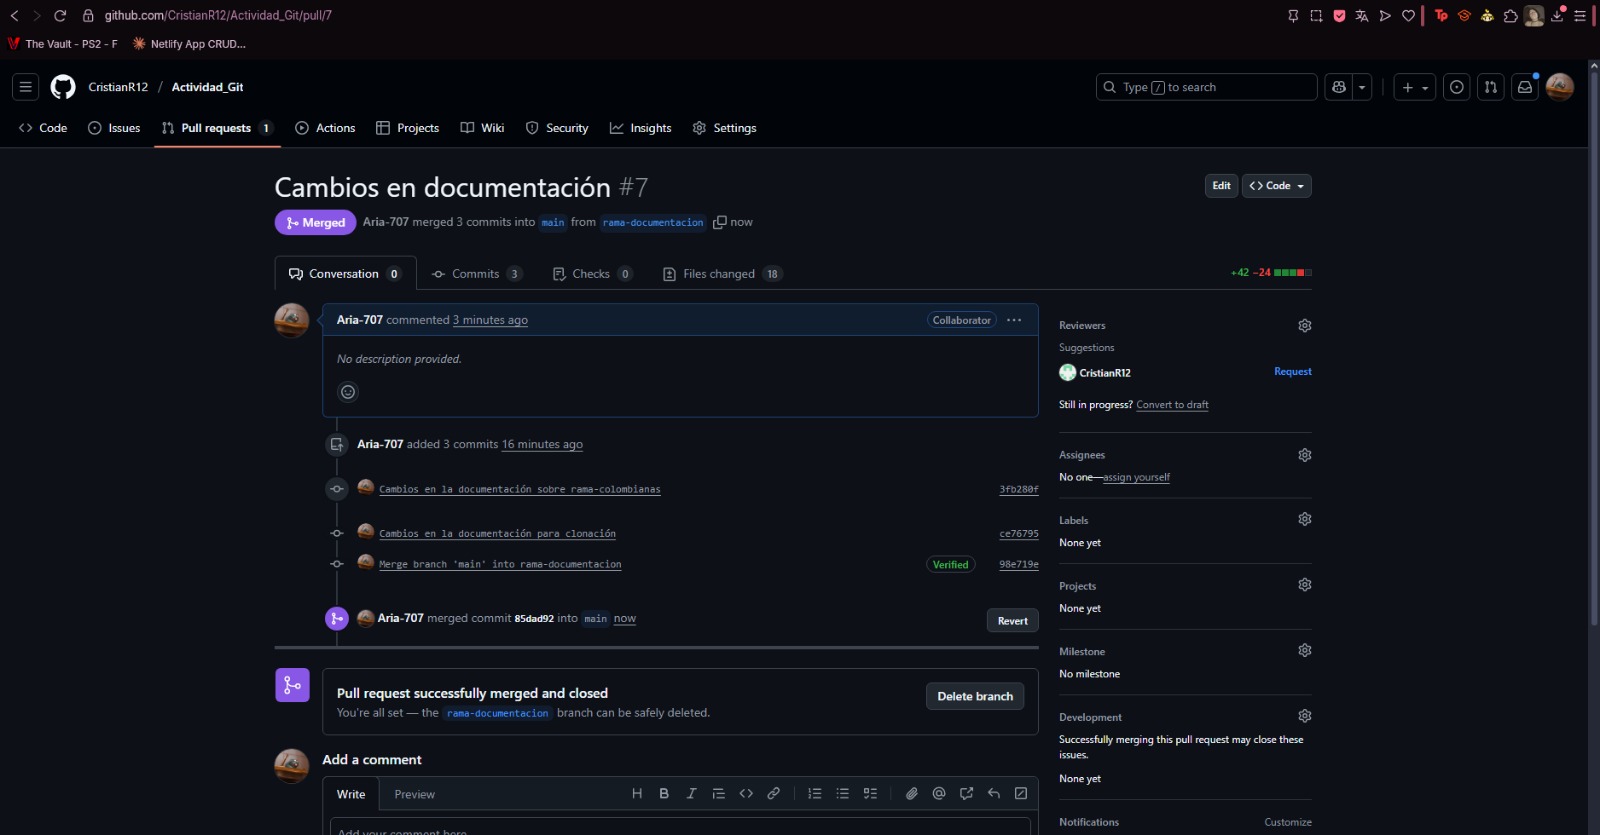 github.com/CristianR12/Actividad_Git/pull/7
The Vault - PS2 - F Netlify App CRUD...
CristianR12 / Actividad_Git Type / to search
Code Issues Pull requests 1 Actions Projects Wiki Security Insights Settings
Cambios en documentación #7 Edit Code
Merged Aria-707 merged 3 commits into main from rama-documentacion now
Conversation 0 Commits 3 Checks 0 Files changed 18 +42 −24
Aria-707 commented 3 minutes ago Collaborator
No description provided.
Aria-707 added 3 commits 16 minutes ago
Cambios en la documentación sobre rama-colombianas 3fb280f
Cambios en la documentación para clonación ce76795
Merge branch 'main' into rama-documentacion Verified 98e719e
Aria-707 merged commit 85dad92 into main now Revert
Pull request successfully merged and closed
You're all set — the rama-documentacion branch can be safely deleted. Delete branch
Add a comment
Write Preview
Add your comment here
Reviewers
Suggestions
CristianR12 Request
Still in progress? Convert to draft
Assignees
No one—assign yourself
Labels
None yet
Projects
None yet
Milestone
No milestone
Development
Successfully merging this pull request may close these
issues.
None yet
Notifications Customize